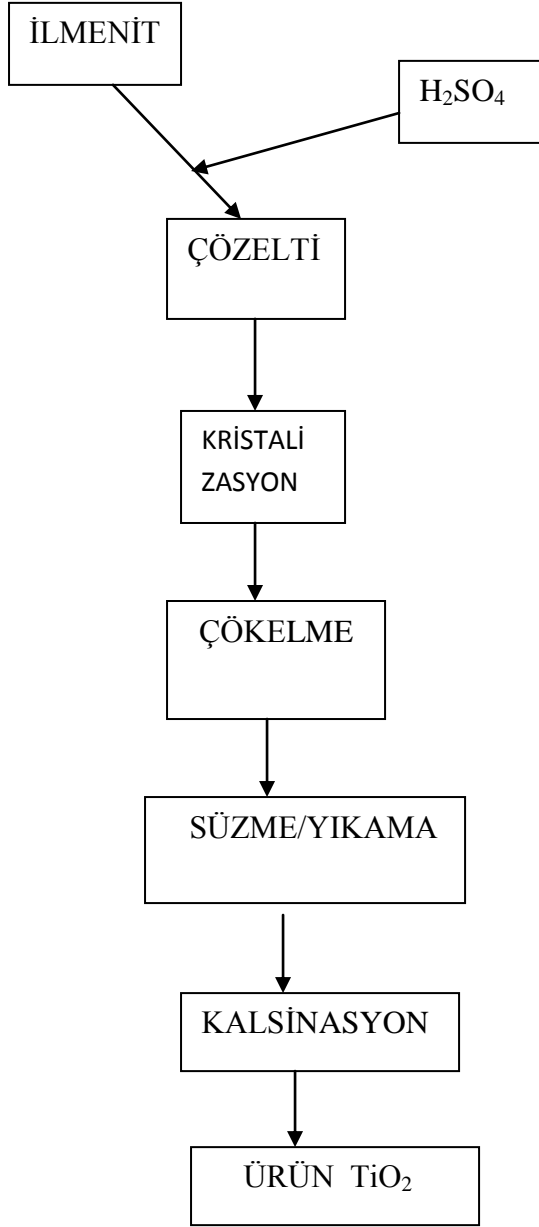 İLMENİT
H₂SO₄
ÇÖZELTİ
KRİSTALİ
ZASYON
ÇÖKELME
SÜZME/YIKAMA
KALSİNASYON
ÜRÜN TiO₂